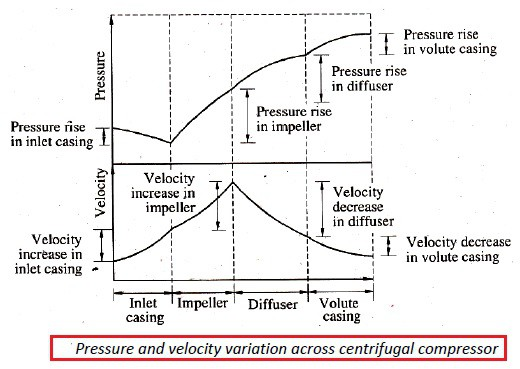 Pressure
Pressure rise
in volute casing
Pressure rise
in diffuser
Pressure rise
in impeller
Pressure rise
in inlet casing
Velocity
Velocity
increase in
impeller
Velocity
decrease
in diffuser
Velocity
increase in
inlet casing
Velocity decrease
in volute casing
Inlet
casing
Impeller
Diffuser
Volute
casing
Pressure and velocity variation across centrifugal compressor